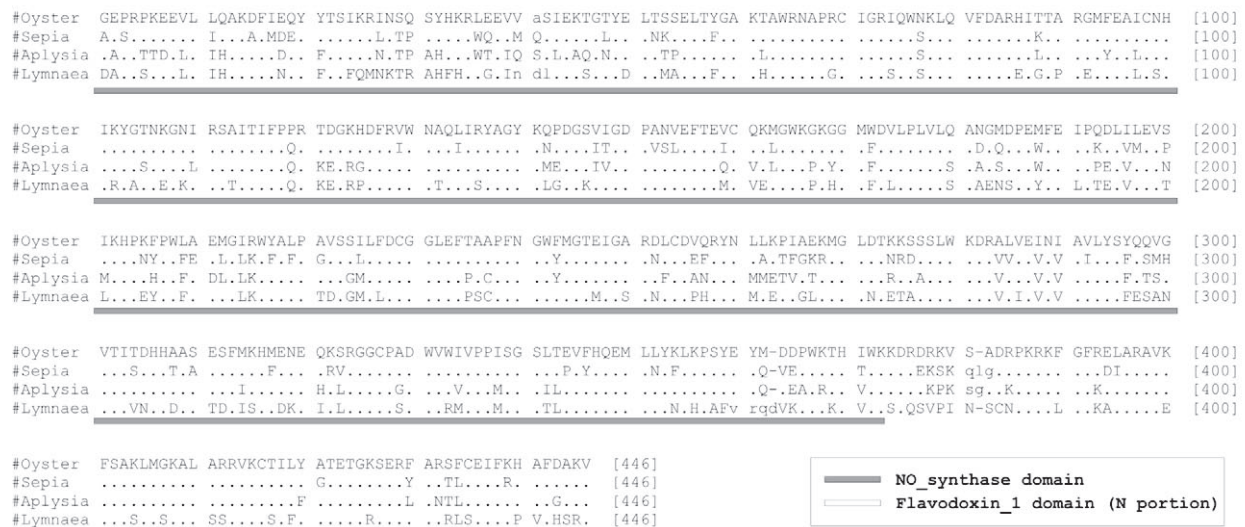 #Oyster GEPRPKEEVL LQAKDFIEQY YTSIKRINSQ SYHKRLEEVV aSIEKTGTYE LTSSELTYGA KTAWRNAPRC IGRIQWNKLQ VFDARHITTA RGMFEAICNH [100]
#Sepia A.S....... I...A.MDE. ......L.TP ....WQ..M Q......L.. .NK....F.. .......... .....S.... ......K... .......... [100]
#Aplysia .A..TTD.L. IH.....D.. F.....N.TP AH...WT.IQ S.L.AQ.N.. ..TP...... .L........ .....S.... ......L... ...Y..L... [100]
#Lymnaea DA..S...L. IH....N... F..FQMNKTR AHFH..G.In dl...S...D ..MA...F.. .H.......G .....S.... ....E.G.P .E....L.S. [100]
#Oyster IKYGTNKGNI RSAITIFPPR TDGKHDFRVW NAQLIRYAGY KQPDGSVIGD PANVEFTEVC QKMGWKGKGG MWDVLPLVLQ ANGMDPEMFE IPQDLILEVS [200]
#Sepia .......... ........Q. .......I.. ...I...... .N....IT.. .VSL....I. ..L....... .F........ .D.Q...W.. ..K..VM..P [200]
#Aplysia ....S....L ........Q. KE.RG..... .......... .ME...IV.. ........Q. V.L...P.Y. .F.......S .A.S...W.. ..PE.V...N [200]
#Lymnaea .R.A..E.K. ..T.....Q. KE.RP..... ..T...S... .LG..K.... ........M. VE....P.H. .F.L.....S .AENS..Y.. L.TE.V...T [200]
#Oyster IKHPKFPWLA EMGIRWYALP AVSSILFDCG GLEFTAAPFN GWFMGTEIGA RDLCDVQRYN LLKPIAEKMG LDTKKSSSLW KDRALVEINI AVLYSYQQVG [300]
#Sepia ....NY..FE .L.LK.F.F. G...L..... .......... ....Y..... ..N...EF.. .A.TFGKR.. ...NRD.... ....VV..V. .I....F.SMH [300]
#Aplysia M....H..F. DL.LK..... ....GM.... ....P.C... ...Y...... ..F..AN... MMETV.T... ...R..A... ....V..V.V ......F.TS. [300]
#Lymnaea L...EY..F. ...LK..... TD.GM.L... ....PSC... ......M..S .N...PH... M.E..GL... .N.ETA.... ....V.I.V.V .....FESAN [300]
#Oyster VTITDHHAAS ESFMKHMENE QKSRGGCPAD WVWIVPPISG SLTEVFHQEM LLYKLKPSYE YM-DDPWKTH IWKKDRDRKV S-ADRPKRKF GFRELARAVK [400]
#Sepia ...S...T.A ......F... .RV....... .......... ....P.Y... .N.F...... .Q-VE....T ......EKSK qlg....... ...DI..... [400]
#Aplysia .......... ....I..... H.L.....G. ...V...M.. .IL....... .......... .Q-.EA.R.. V......KPK sg..K..... ...K...... [400]
#Lymnaea ...VN..D.. TD.IS..DK. I.L.....S. ..RM...M.. .TL....... ..N.H.AFv rqdVK...K. V..S.QSVPI N-SCN....L ..KA.....E [400]
#Oyster FSAKLMGKAL ARRVKCTILY ATETGKSERF ARSFCEIFKH AFDAKV [446]
#Sepia .......... .......... G........Y ..TL....R. ...... [446]
#Aplysia .......... .........F .........L .NTL...... ...G.. [446]
#Lymnaea ...S..S... SS....S.F. .....R.... ..RLS....P V.HSR. [446]
NO_synthase domain
Flavodoxin_1 domain (N portion)